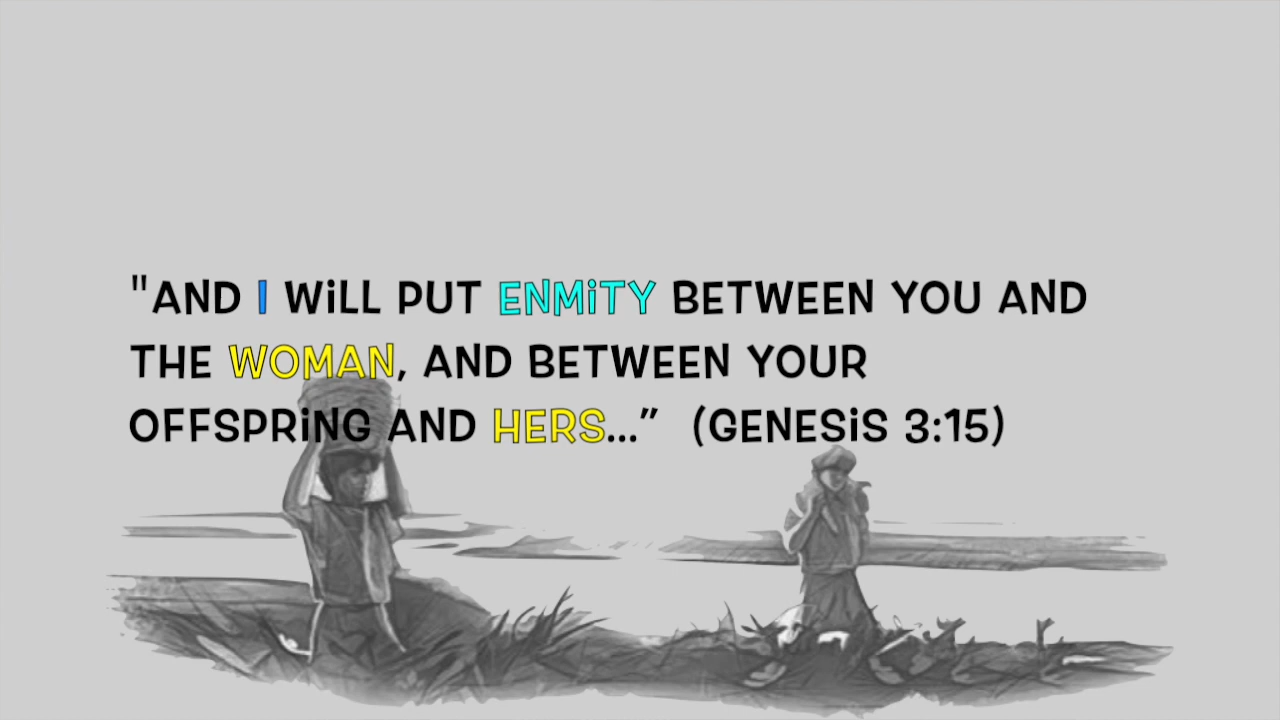 "AND I WiLL PUT ENMiTY BETWEEN YOU AND
THE WOMAN, AND BETWEEN YOUR
OFFSPRiNG AND HERS…” (GENESiS 3:15)